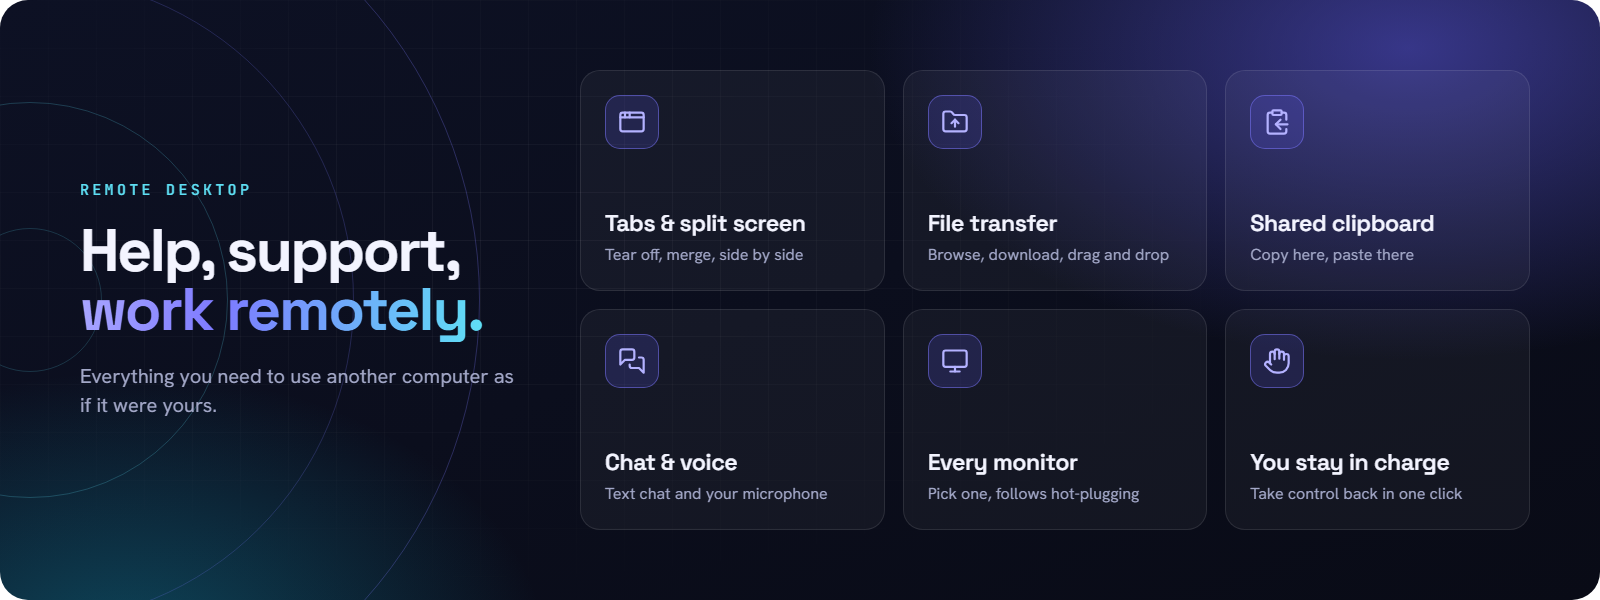 REMOTE DESKTOP
Help, support,
work remotely.
Everything you need to use another computer as
if it were yours.
Tabs & split screen
Tear off, merge, side by side
File transfer
Browse, download, drag and drop
Shared clipboard
Copy here, paste there
Chat & voice
Text chat and your microphone
Every monitor
Pick one, follows hot-plugging
You stay in charge
Take control back in one click